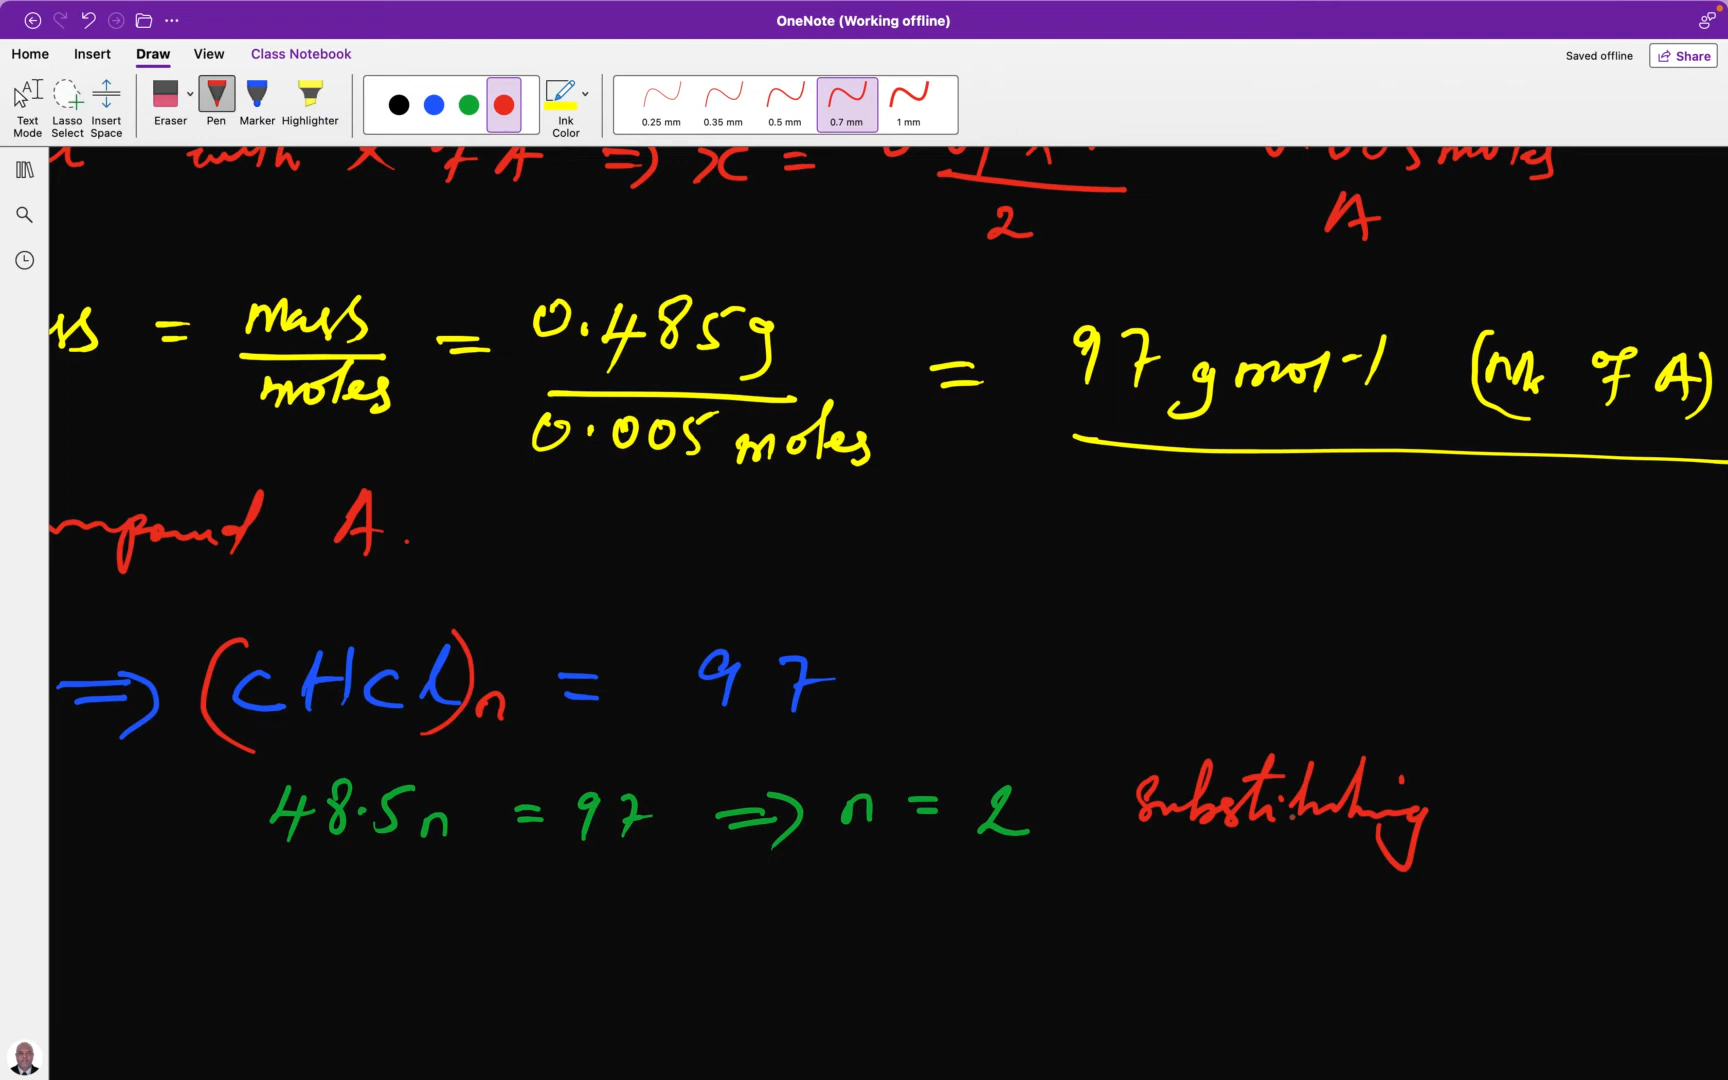 OneNote (Working offline)
Home Insert Draw View Class Notebook
Saved offline Share
Text Mode
Lasso Select
Insert Space
Eraser Pen Marker Highlighter
Ink Color
0.25 mm 0.35 mm 0.5 mm 0.7 mm 1 mm
with x of A => x =
2 A
= mass / moles = 0.485g / 0.005 moles = 97 g mol-1 (Mr of A)
A.
=> (CHCl)n = 97
48.5n = 97 => n = 2 substituting